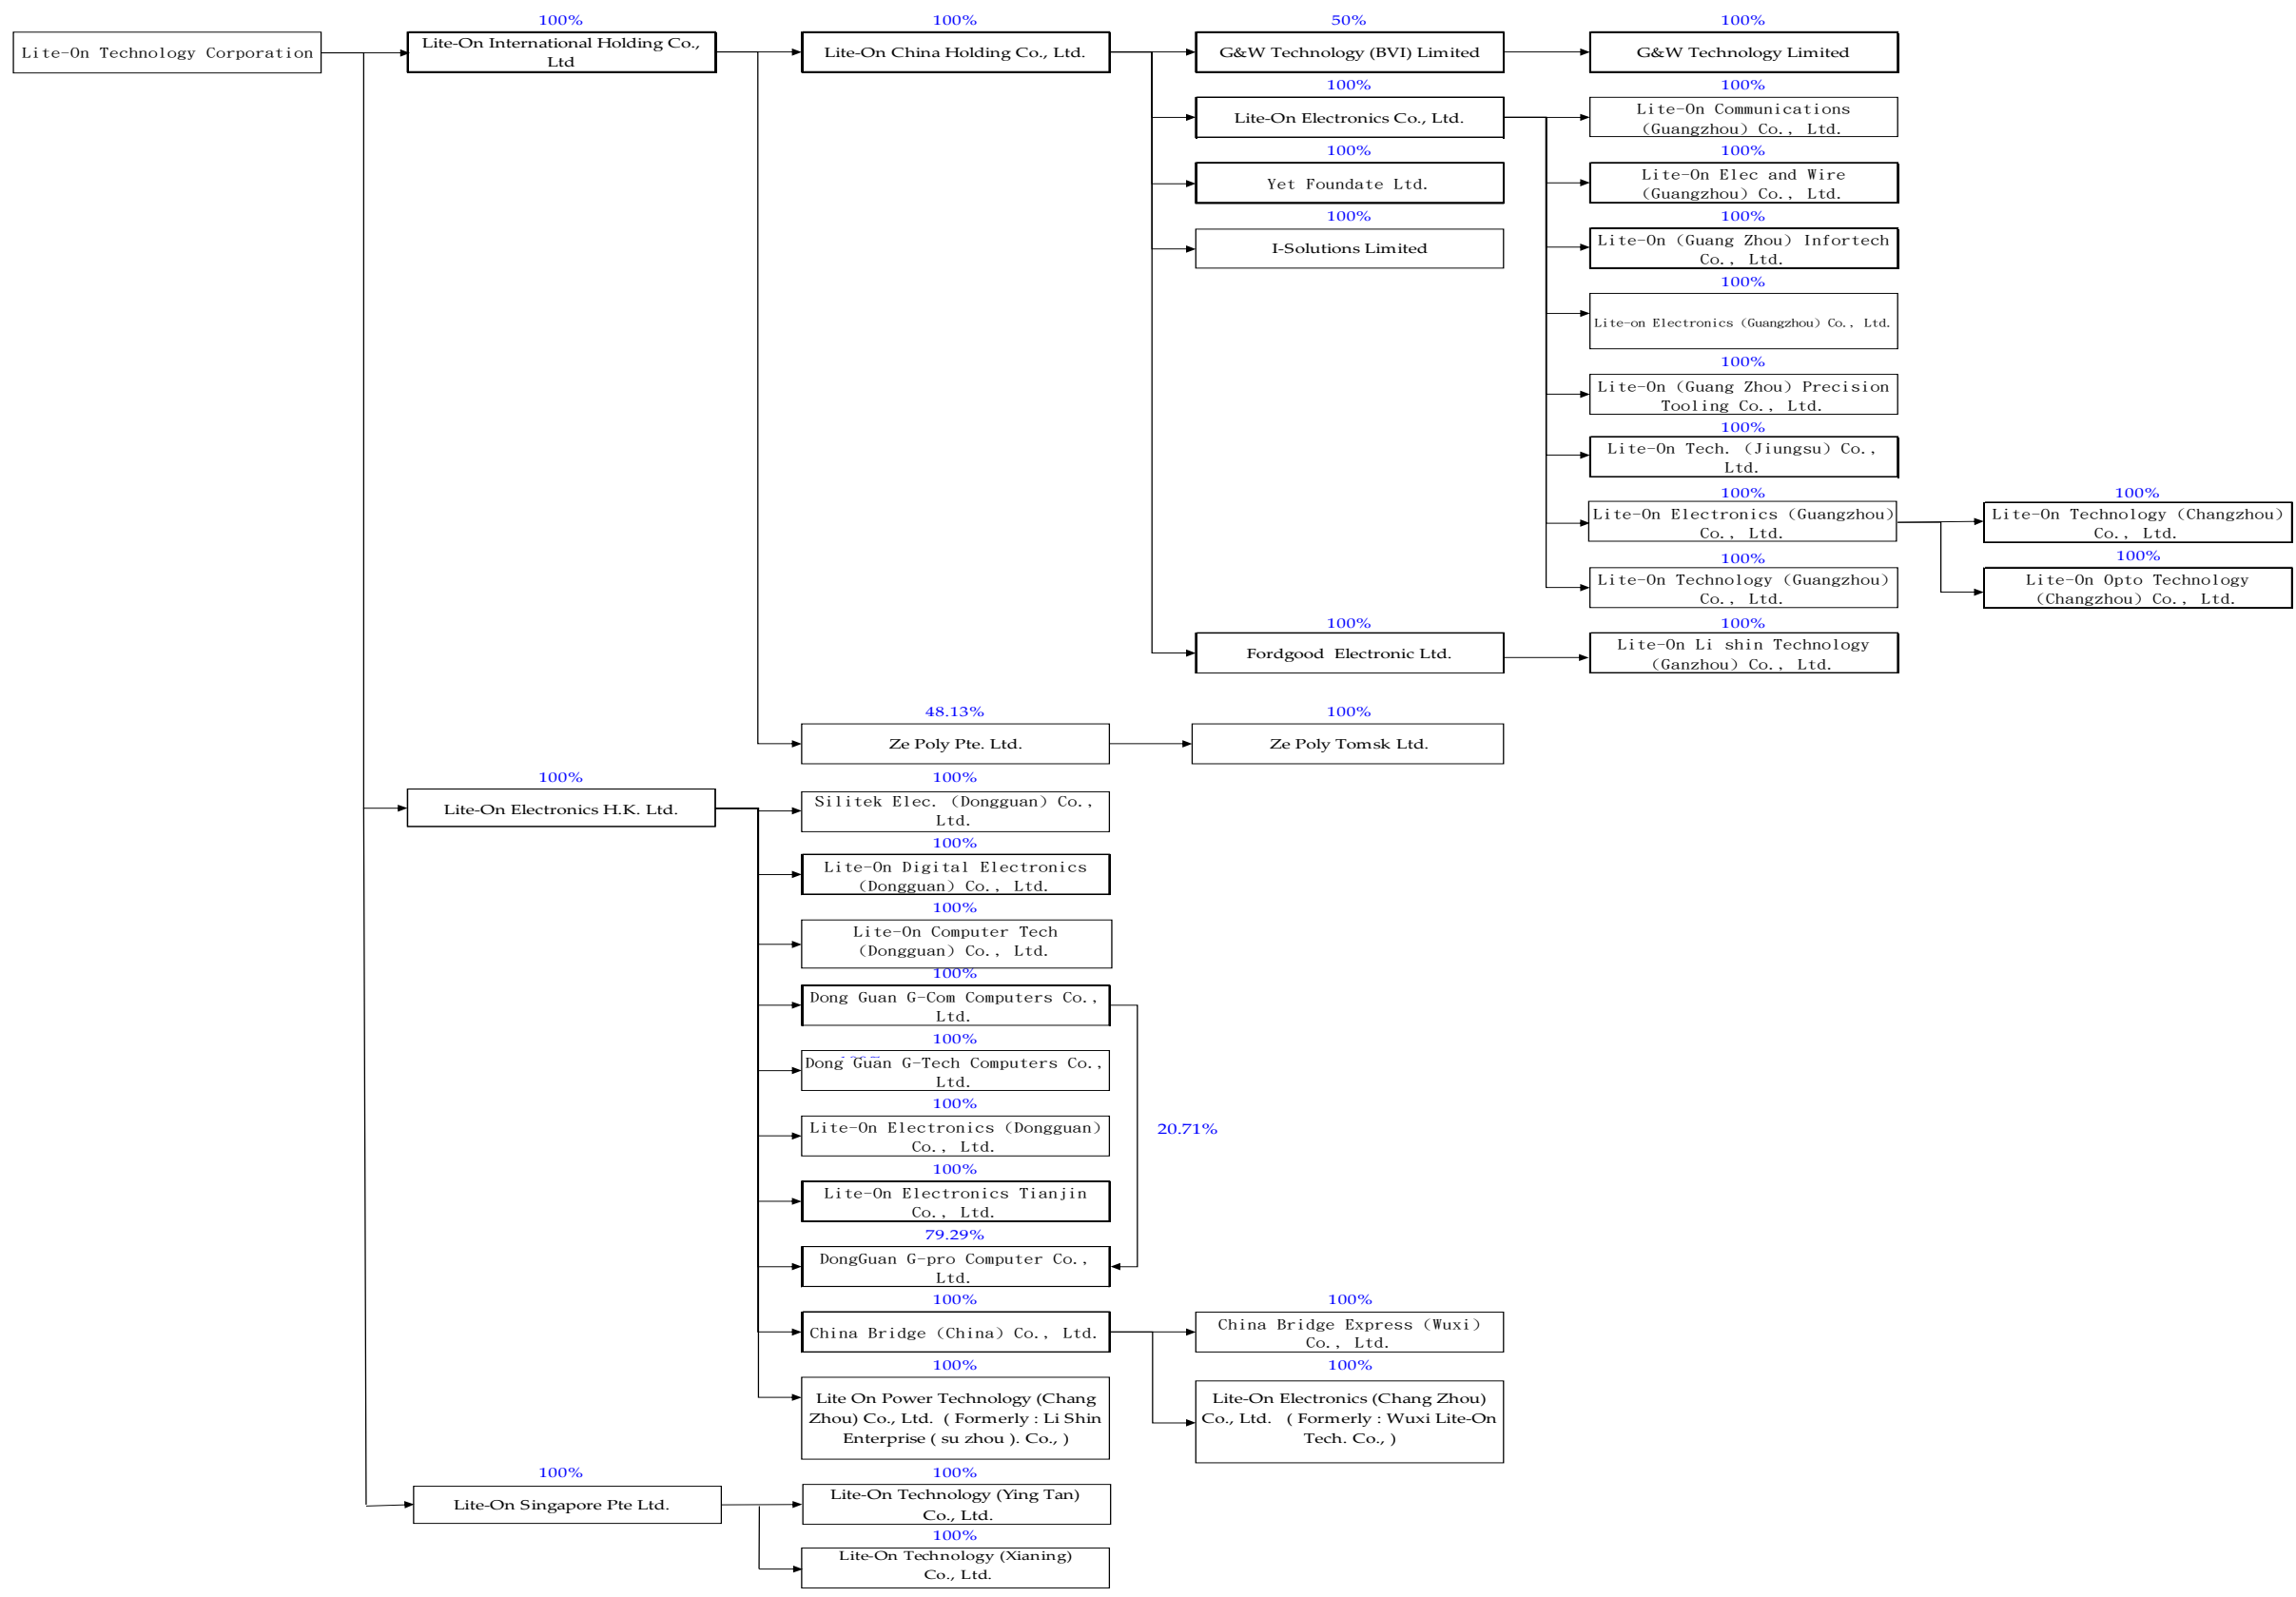 100%
100%
50%
100%
Lite-On Technology Corporation
Lite-On International Holding Co.,
Ltd
Lite-On China Holding Co., Ltd.
G&W Technology (BVI) Limited
G&W Technology Limited
100%
100%
Lite-On Electronics Co., Ltd.
Lite-On Communications
(Guangzhou) Co., Ltd.
100%
100%
Yet Foundate Ltd.
Lite-On Elec and Wire
(Guangzhou) Co., Ltd.
100%
100%
I-Solutions Limited
Lite-On (Guang Zhou) Infortech
Co., Ltd.
100%
Lite-on Electronics (Guangzhou) Co., Ltd.
100%
Lite-On (Guang Zhou) Precision
Tooling Co., Ltd.
100%
Lite-On Tech. (Jiungsu) Co.,
Ltd.
100%
100%
Lite-On Electronics (Guangzhou)
Co., Ltd.
Lite-On Technology (Changzhou)
Co., Ltd.
100%
100%
Lite-On Technology (Guangzhou)
Co., Ltd.
Lite-On Opto Technology
(Changzhou) Co., Ltd.
100%
100%
Fordgood Electronic Ltd.
Lite-On Li shin Technology
(Ganzhou) Co., Ltd.
48.13%
100%
Ze Poly Pte. Ltd.
Ze Poly Tomsk Ltd.
100%
100%
Lite-On Electronics H.K. Ltd.
Silitek Elec. (Dongguan) Co.,
Ltd.
100%
Lite-On Digital Electronics
(Dongguan) Co., Ltd.
100%
Lite-On Computer Tech
(Dongguan) Co., Ltd.
100%
Dong Guan G-Com Computers Co.,
Ltd.
100%
Dong Guan G-Tech Computers Co.,
Ltd.
100%
20.71%
Lite-On Electronics (Dongguan)
Co., Ltd.
100%
Lite-On Electronics Tianjin
Co., Ltd.
79.29%
DongGuan G-pro Computer Co.,
Ltd.
100%
100%
China Bridge (China) Co., Ltd.
China Bridge Express (Wuxi)
Co., Ltd.
100%
100%
Lite On Power Technology (Chang
Zhou) Co., Ltd. ( Formerly : Li Shin
Enterprise ( su zhou ). Co., )
Lite-On Electronics (Chang Zhou)
Co., Ltd. ( Formerly : Wuxi Lite-On
Tech. Co., )
100%
100%
Lite-On Singapore Pte Ltd.
Lite-On Technology (Ying Tan)
Co., Ltd.
100%
Lite-On Technology (Xianing)
Co., Ltd.